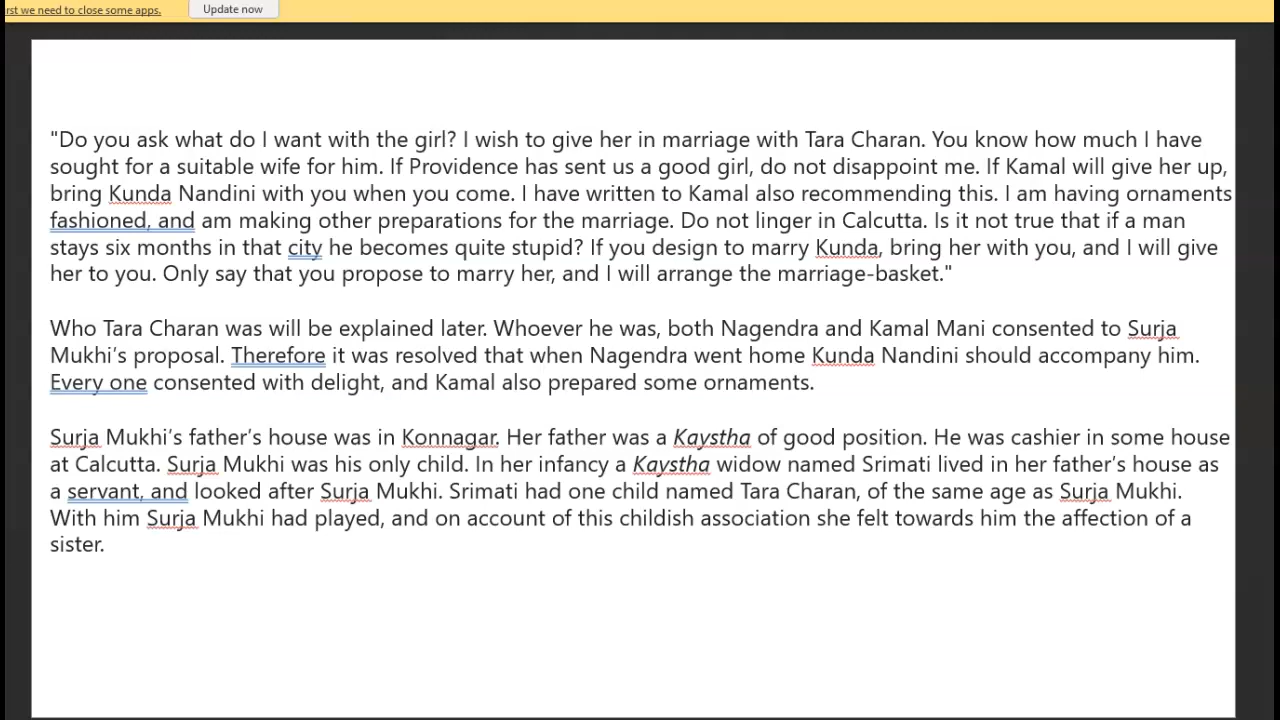 rst we need to close some apps. Update now
"Do you ask what do I want with the girl? I wish to give her in marriage with Tara Charan. You know how much I have
sought for a suitable wife for him. If Providence has sent us a good girl, do not disappoint me. If Kamal will give her up,
bring Kunda Nandini with you when you come. I have written to Kamal also recommending this. I am having ornaments
fashioned, and am making other preparations for the marriage. Do not linger in Calcutta. Is it not true that if a man
stays six months in that city he becomes quite stupid? If you design to marry Kunda, bring her with you, and I will give
her to you. Only say that you propose to marry her, and I will arrange the marriage-basket."
Who Tara Charan was will be explained later. Whoever he was, both Nagendra and Kamal Mani consented to Surja
Mukhi’s proposal. Therefore it was resolved that when Nagendra went home Kunda Nandini should accompany him.
Every one consented with delight, and Kamal also prepared some ornaments.
Surja Mukhi’s father’s house was in Konnagar. Her father was a Kaystha of good position. He was cashier in some house
at Calcutta. Surja Mukhi was his only child. In her infancy a Kaystha widow named Srimati lived in her father’s house as
a servant, and looked after Surja Mukhi. Srimati had one child named Tara Charan, of the same age as Surja Mukhi.
With him Surja Mukhi had played, and on account of this childish association she felt towards him the affection of a
sister.